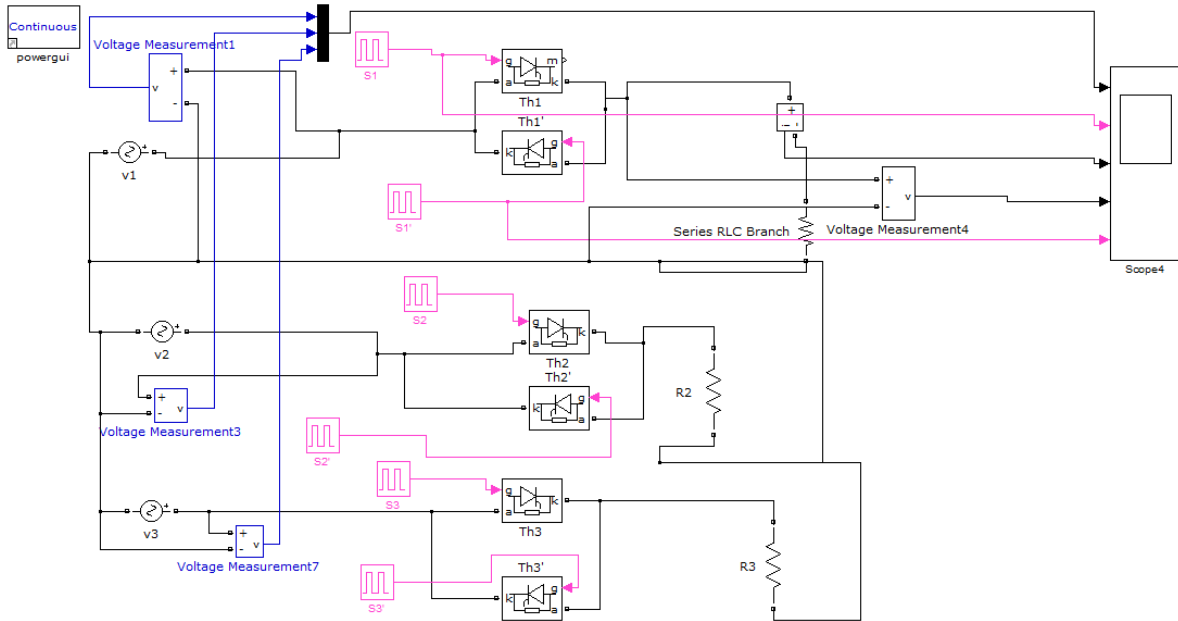 Continuous
powergui
Voltage Measurement1
+
v
-
S1
g
m
a
k
Th1
Th1'
k
g
a
+
v1
S1'
+
-
i
+
v
-
Series RLC Branch
Voltage Measurement4
Scope4
S2
g
k
a
Th2
Th2'
k
g
a
+
v2
+
v
-
Voltage Measurement3
R2
S2'
S3
g
k
a
Th3
Th3'
k
g
a
+
v3
+
v
-
Voltage Measurement7
R3
S3'